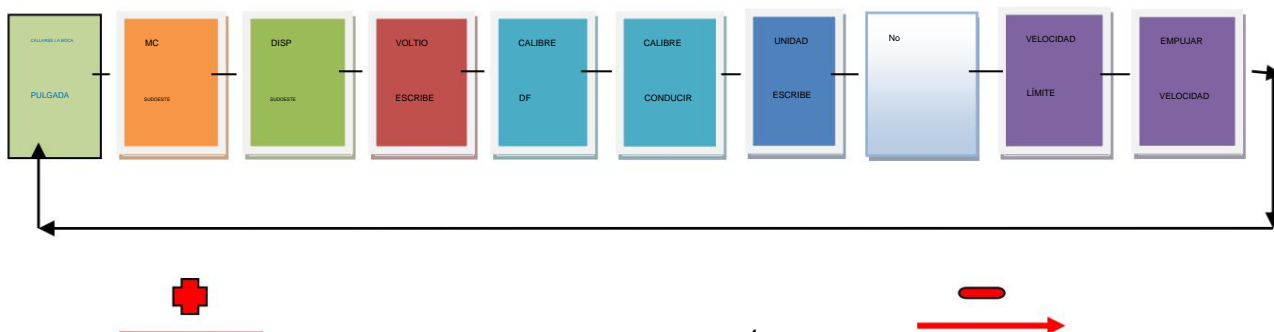 CALLARSE LA BOCA
PULGADA
MC
SUDOESTE
DISP
SUDOESTE
VOLTIO
ESCRIBE
CALIBRE
DF
CALIBRE
CONDUCIR
UNIDAD
ESCRIBE
No
VELOCIDAD
LÍMITE
EMPUJAR
VELOCIDAD